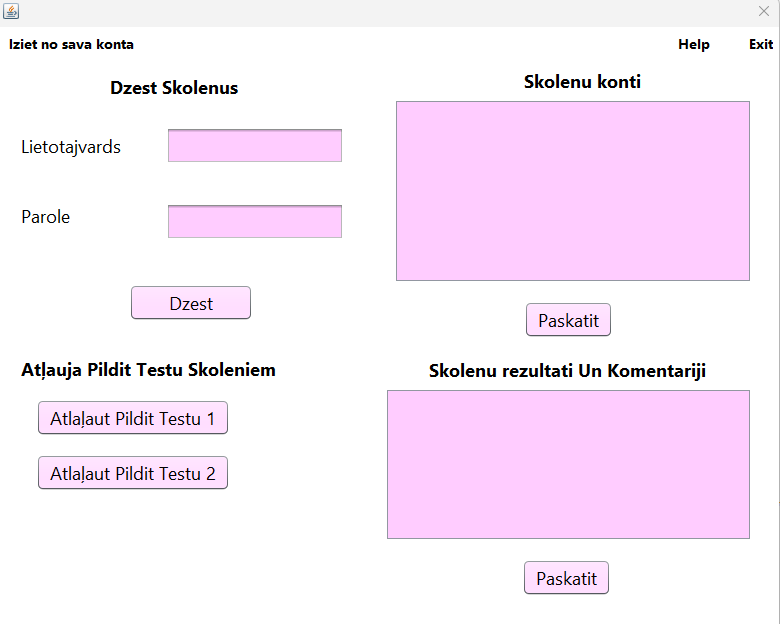 Iziet no sava konta
Help
Exit
Dzest Skolenus
Lietotajvards
Parole
Dzest
Skolenu konti
Paskatit
Atļauja Pildit Testu Skoleniem
Atlaļaut Pildit Testu 1
Atlaļaut Pildit Testu 2
Skolenu rezultati Un Komentariji
Paskatit